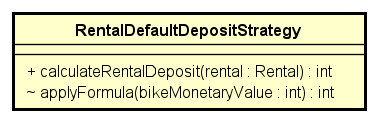 RentalDefaultDepositStrategy
+ calculateRentalDeposit(rental : Rental) : int
~ applyFormula(bikeMonetaryValue : int) : int